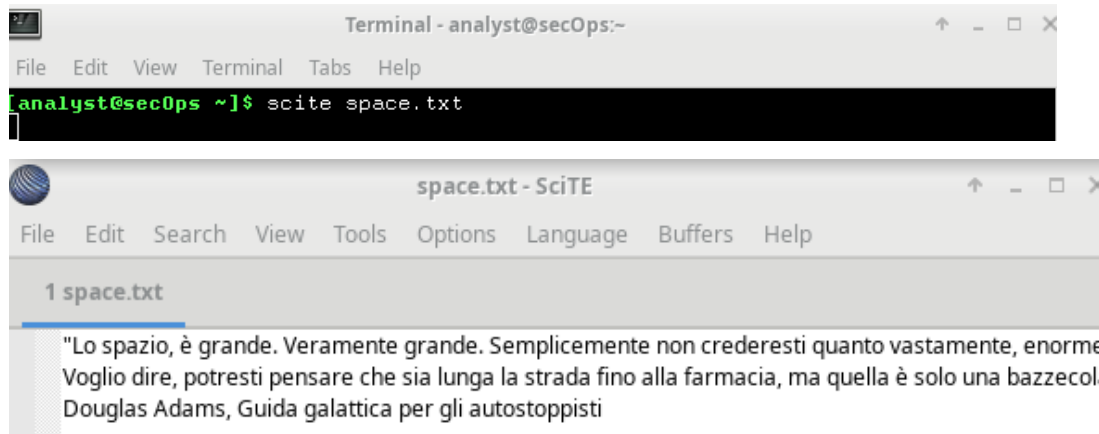 Terminal - analyst@secOps:~
File Edit View Terminal Tabs Help
[analyst@secOps ~]$ scite space.txt
space.txt - SciTE
File Edit Search View Tools Options Language Buffers Help
1 space.txt
"Lo spazio, è grande. Veramente grande. Semplicemente non crederesti quanto vastamente, enorme
Voglio dire, potresti pensare che sia lunga la strada fino alla farmacia, ma quella è solo una bazzecola
Douglas Adams, Guida galattica per gli autostoppisti